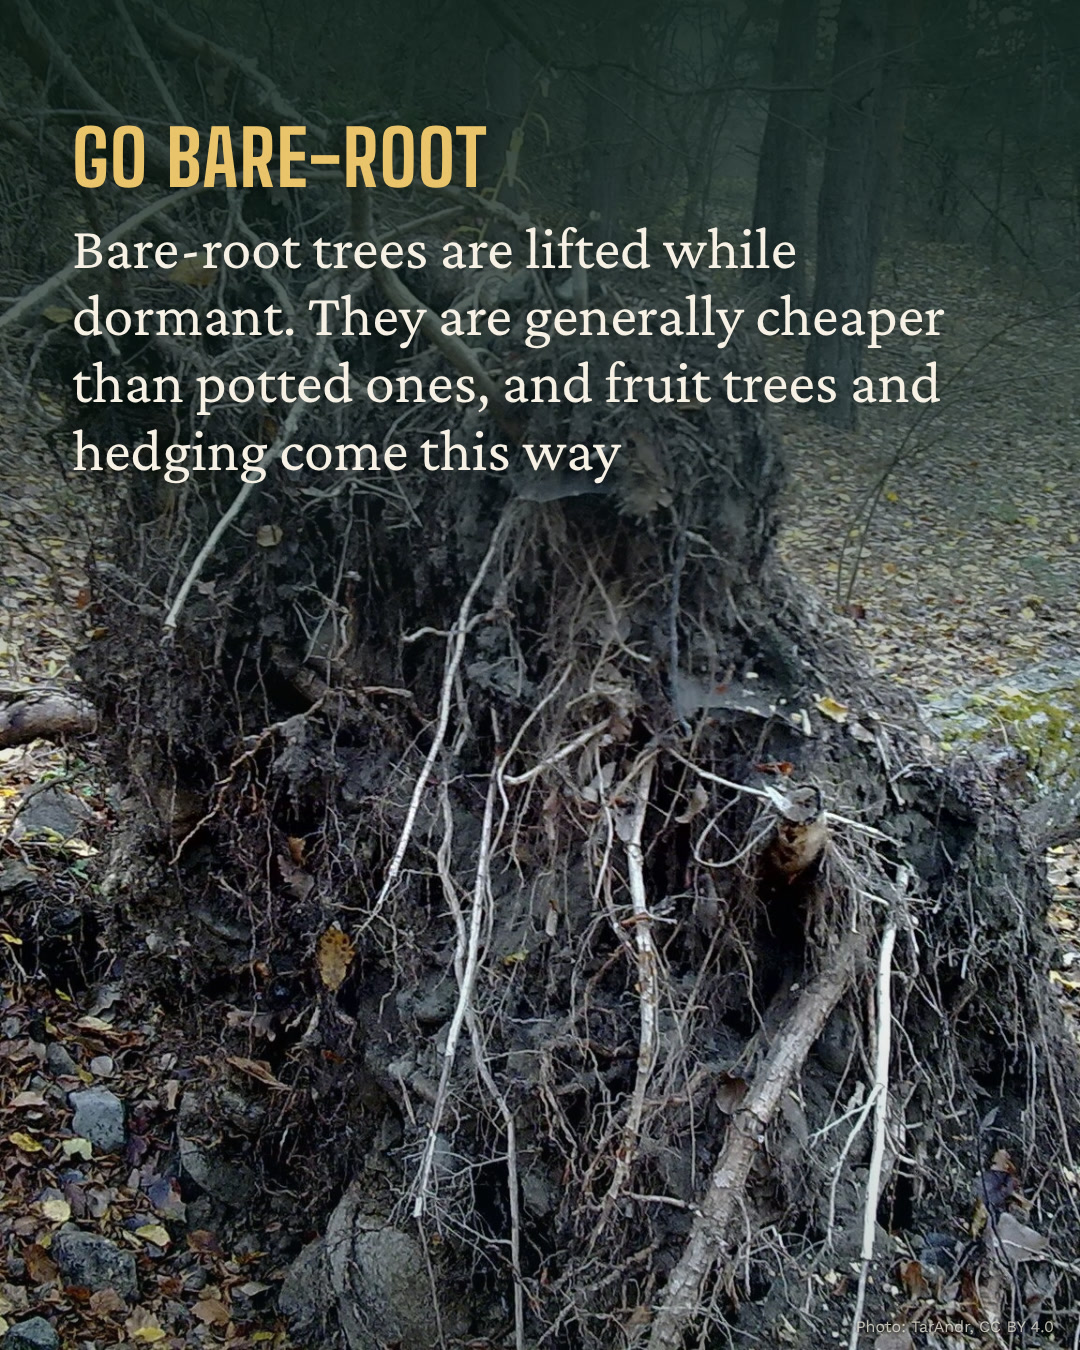 GO BARE-ROOT
Bare-root trees are lifted while
dormant. They are generally cheaper
than potted ones, and fruit trees and
hedging come this way
Photo: TarAndr, CC BY 4.0